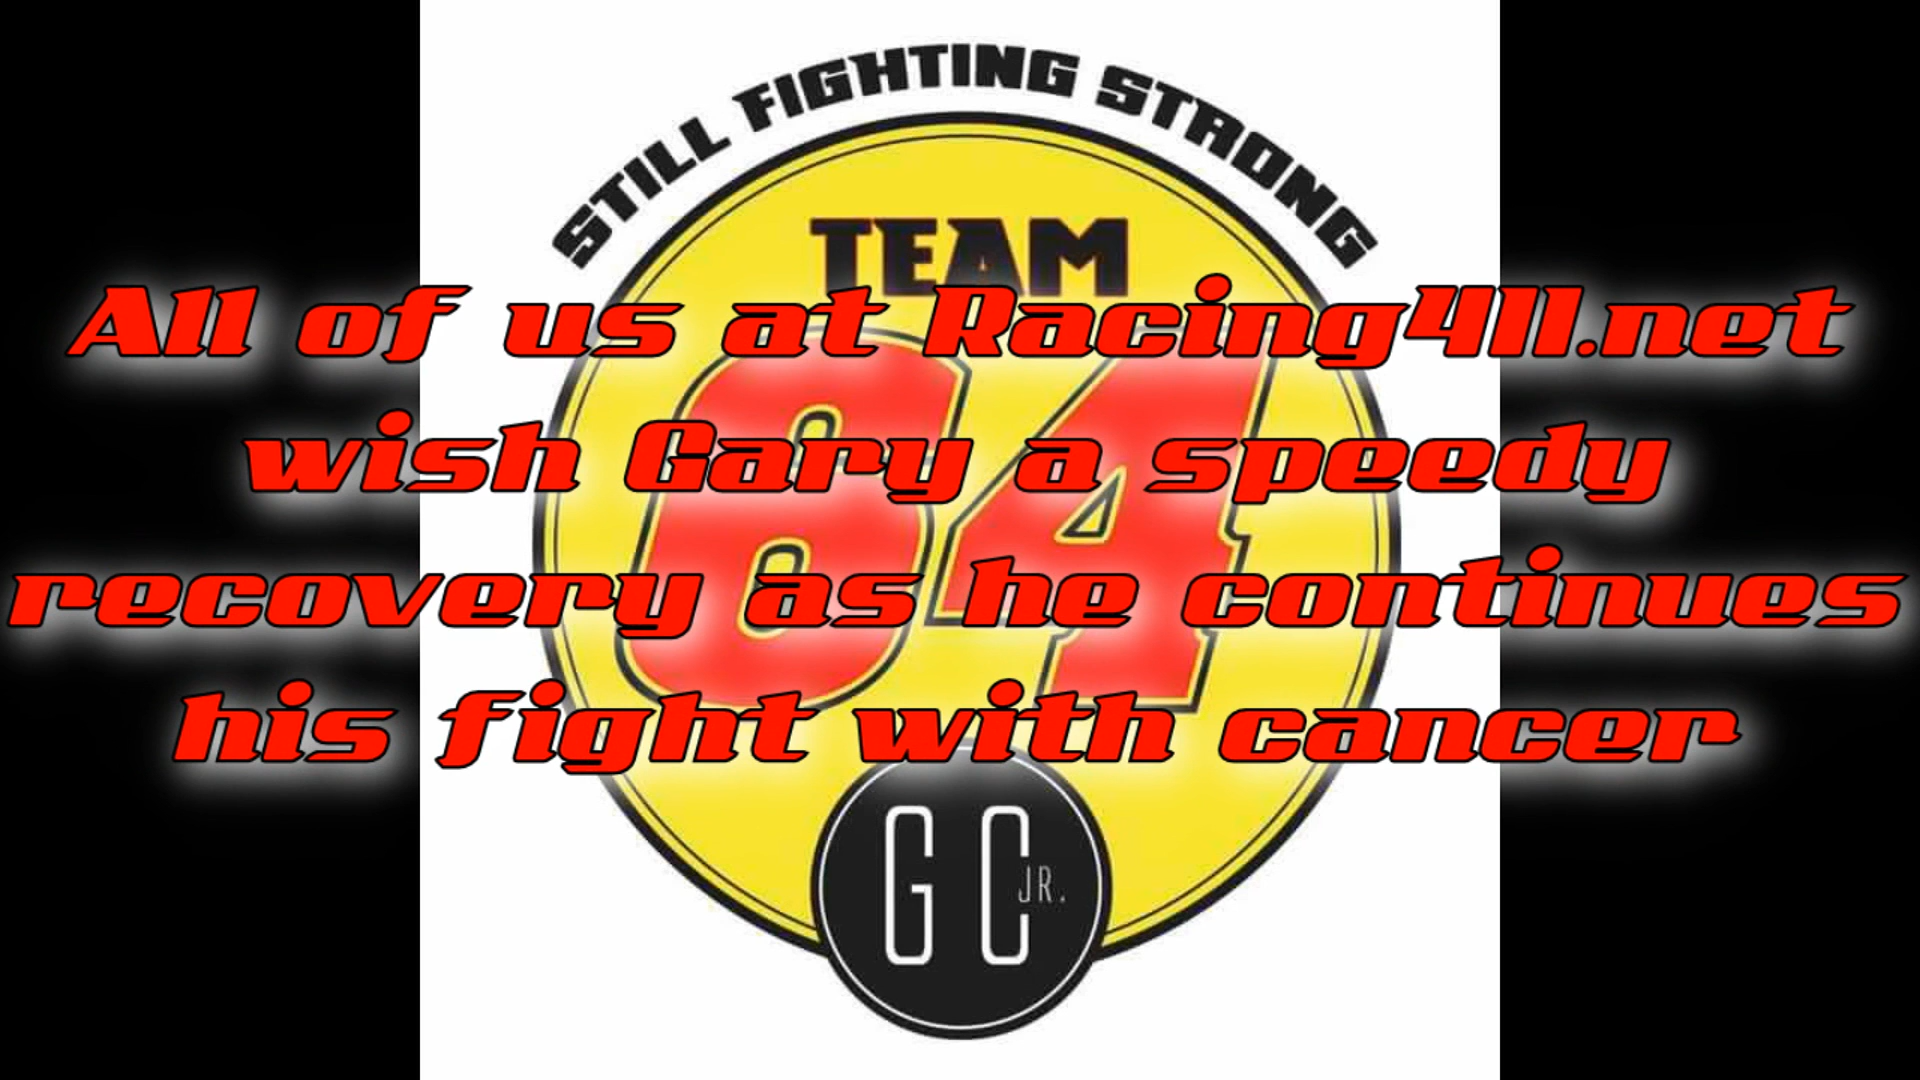 STILL FIGHTING STRONG
TEAM
All of us at Racing411.net
wish Gary a speedy
recovery as he continues
his fight with cancer
64
G C JR.